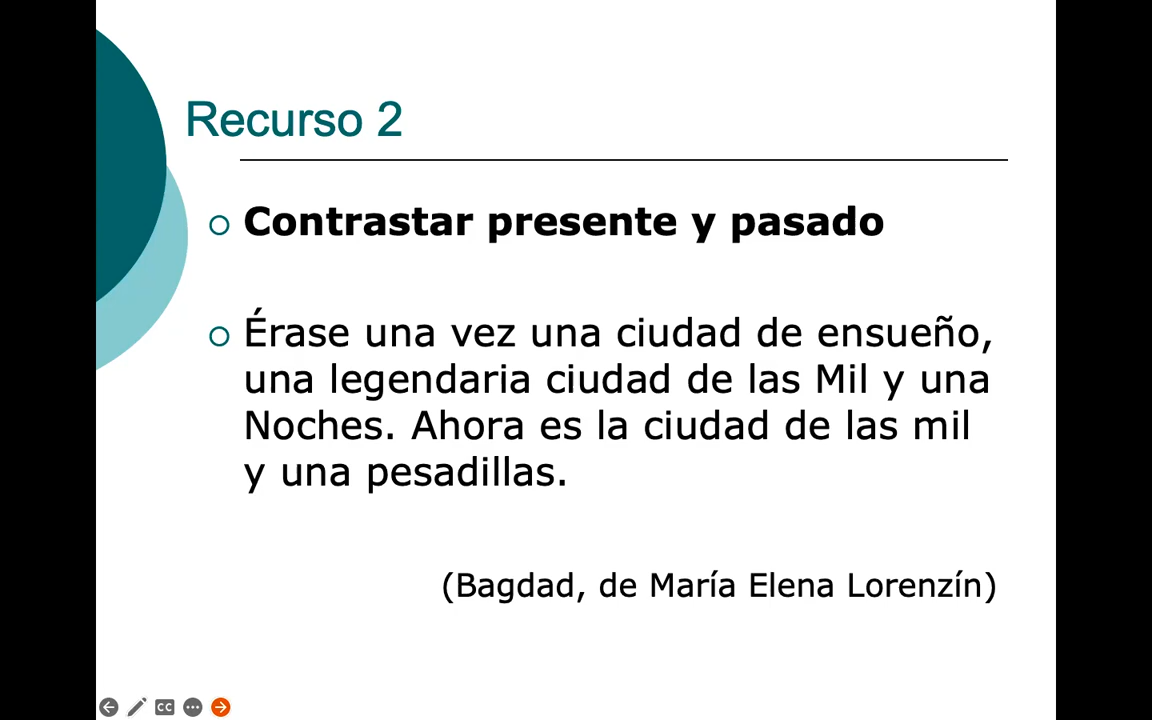 Recurso 2
Contrastar presente y pasado
Érase una vez una ciudad de ensueño,
una legendaria ciudad de las Mil y una
Noches. Ahora es la ciudad de las mil
y una pesadillas.
(Bagdad, de María Elena Lorenzín)
CC